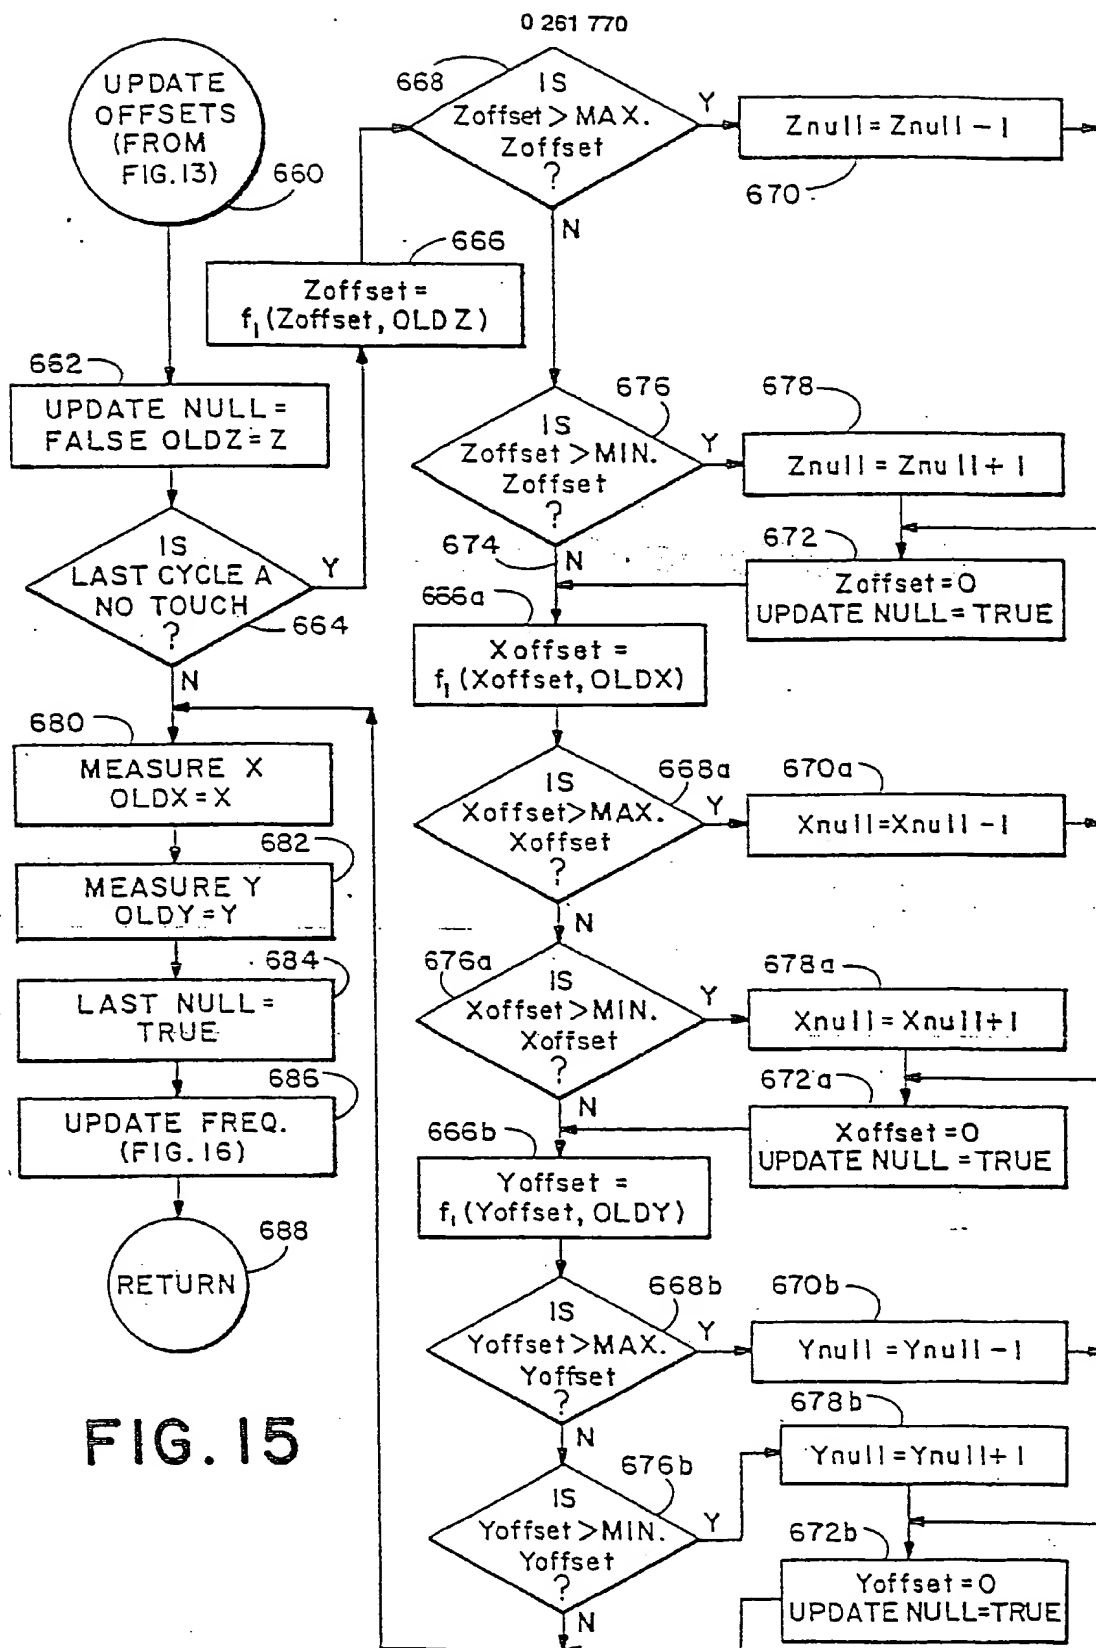 0 261 770
UPDATE
OFFSETS
(FROM
FIG.13)
660
662
UPDATE NULL=
FALSE OLDZ=Z
IS
LAST CYCLE A
NO TOUCH
?
664
Y
N
666
Zoffset=
f1(Zoffset, OLDZ)
668
IS
Zoffset>MAX.
Zoffset
?
Y
N
Znull=Znull-1
670
676
IS
Zoffset>MIN.
Zoffset
?
Y
674
N
678
Znull=Znull+1
672
Zoffset=0
UPDATE NULL=TRUE
666a
Xoffset=
f1(Xoffset, OLDX)
668a
IS
Xoffset>MAX.
Xoffset
?
Y
N
670a
Xnull=Xnull-1
676a
IS
Xoffset>MIN.
Xoffset
?
Y
N
678a
Xnull=Xnull+1
672a
Xoffset=0
UPDATE NULL=TRUE
666b
Yoffset=
f1(Yoffset, OLDY)
668b
IS
Yoffset>MAX.
Yoffset
?
Y
N
670b
Ynull=Ynull-1
676b
IS
Yoffset>MIN.
Yoffset
?
Y
N
678b
Ynull=Ynull+1
672b
Yoffset=0
UPDATE NULL=TRUE
680
MEASURE X
OLDX=X
682
MEASURE Y
OLDY=Y
684
LAST NULL=
TRUE
686
UPDATE FREQ.
(FIG.16)
688
RETURN
FIG. 15